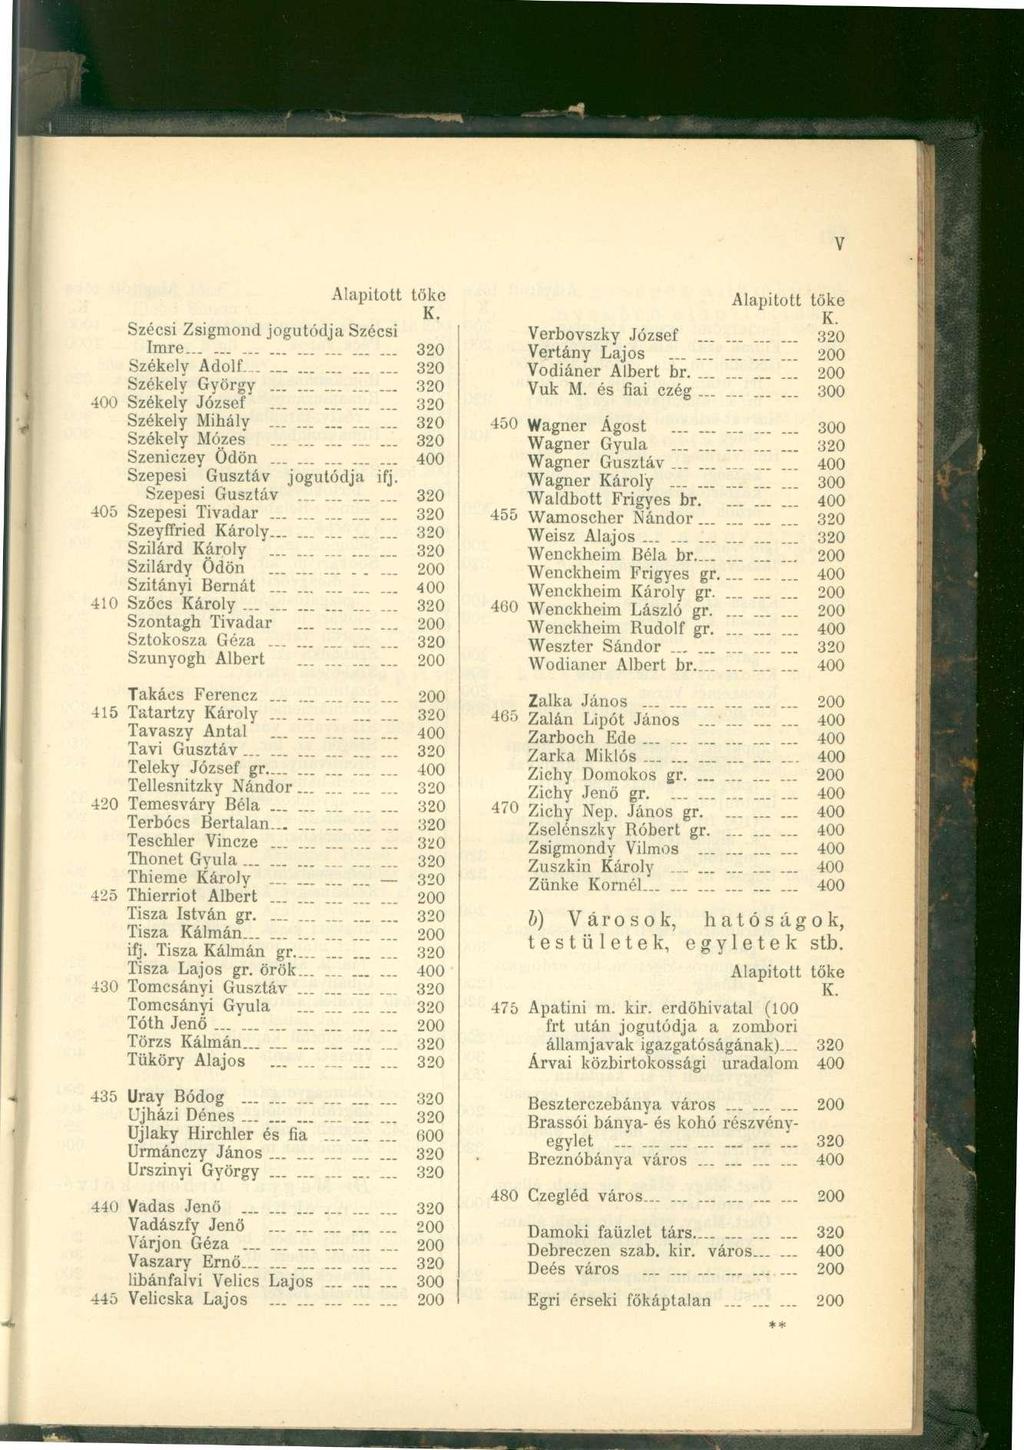 V
Alapitott tőke
K.
Szécsi Zsigmond jogutódja Szécsi
Imre 320
Székely Adolf 320
Székely György 320
400 Székely József 320
Székely Mihály 320
Székely Mózes 320
Szeniczey Ödön 400
Szepesi Gusztáv jogutódja ifj.
Szepesi Gusztáv 320
405 Szepesi Tivadar 320
Szeyffried Károly 320
Szilárd Károly 320
Szilárdy Ödön 200
Szitányi Bernát 400
410 Szőcs Károly 320
Szontagh Tivadar 200
Sztokosza Géza 320
Szunyogh Albert 200
Takács Ferencz 200
415 Tatartzy Károly 320
Tavaszy Antal 400
Tavi Gusztáv 320
Teleky József gr. 400
Tellesnitzky Nándor 320
420 Temesváry Béla 320
Terbócs Bertalan 320
Teschler Vincze 320
Thonet Gyula 320
Thieme Károly 320
425 Thierriot Albert 200
Tisza István gr. 320
Tisza Kálmán 200
ifj. Tisza Kálmán gr. 320
Tisza Lajos gr. örök 400
430 Tomcsányi Gusztáv 320
Tomcsányi Gyula 320
Tóth Jenő 200
Törzs Kálmán 320
Tüköry Alajos 320
435 Uray Bódog 320
Ujházi Dénes 320
Ujlaky Hirchler és fia 600
Urmánczy János 320
Urszinyi György 320
440 Vadas Jenő 320
Vadászfy Jenő 200
Várjon Géza 200
Vaszary Ernő 320
libánfalvi Velics Lajos 300
445 Velicska Lajos 200
Alapitott tőke
K.
Verbovszky József 320
Vertány Lajos 200
Vodiáner Albert br. 200
Vuk M. és fiai czég 300
450 Wagner Ágost 300
Wagner Gyula 320
Wagner Gusztáv 400
Wagner Károly 300
Waldbott Frigyes br. 400
455 Wamoscher Nándor 320
Weisz Alajos 320
Wenckheim Béla br. 200
Wenckheim Frigyes gr. 400
Wenckheim Károly gr. 200
460 Wenckheim László gr. 200
Wenckheim Rudolf gr. 400
Weszter Sándor 320
Wodianer Albert br. 400
Zalka János 200
465 Zalán Lipót János 400
Zarboch Ede 400
Zarka Miklós 400
Zichy Domokos gr. 200
Zichy Jenő gr. 400
470 Zichy Nep. János gr. 400
Zselénszky Róbert gr. 400
Zsigmondy Vilmos 400
Zuszkin Károly 400
Zünke Kornél 400
b) Városok, hatóságok,
testületek, egyletek stb.
Alapitott tőke
K.
475 Apatini m. kir. erdőhivatal (100
frt után jogutódja a zombori
államjavak igazgatóságának) 320
Árvai közbirtokossági uradalom 400
Beszterczebánya város 200
Brassói bánya- és kohó részvény-
egylet 320
Breznóbánya város 400
480 Czegléd város 200
Damoki faüzlet társ. 320
Debreczen szab. kir. város 400
Deés város 200
Egri érseki főkáptalan 200
**